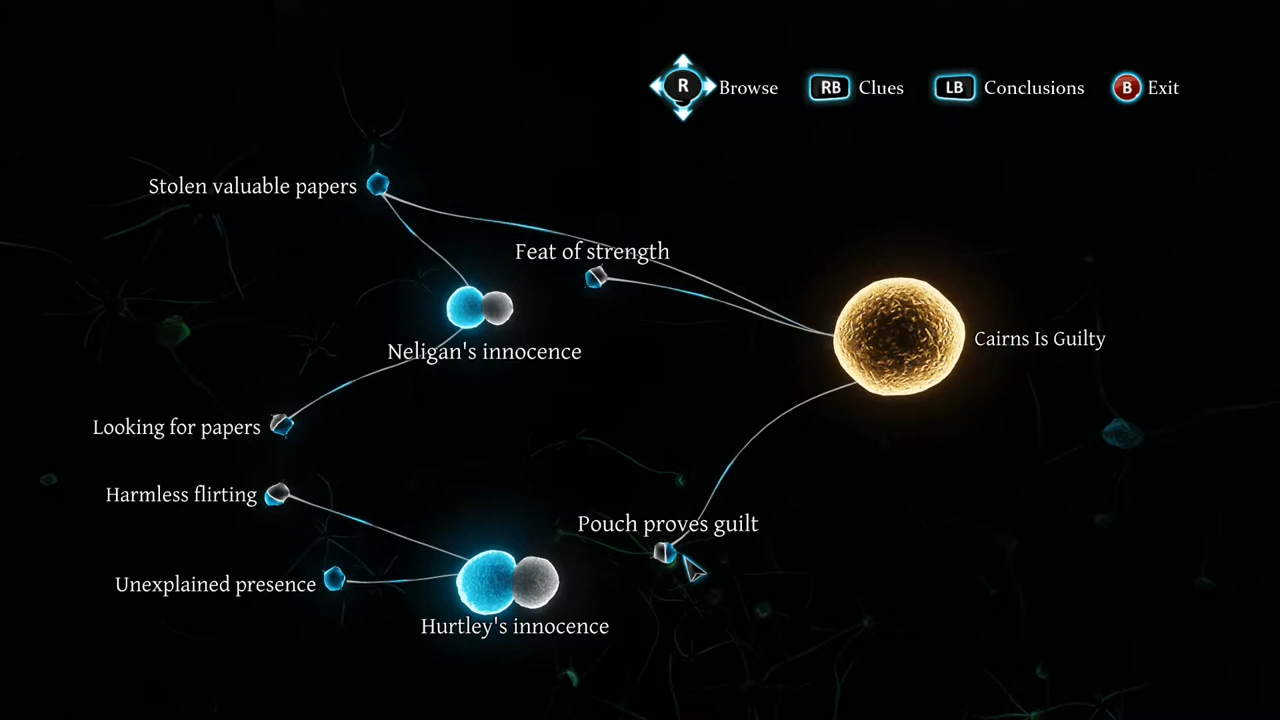 R Browse RB Clues LB Conclusions B Exit
Stolen valuable papers
Feat of strength
Cairns Is Guilty
Neligan's innocence
Looking for papers
Harmless flirting
Pouch proves guilt
Unexplained presence
Hurtley's innocence